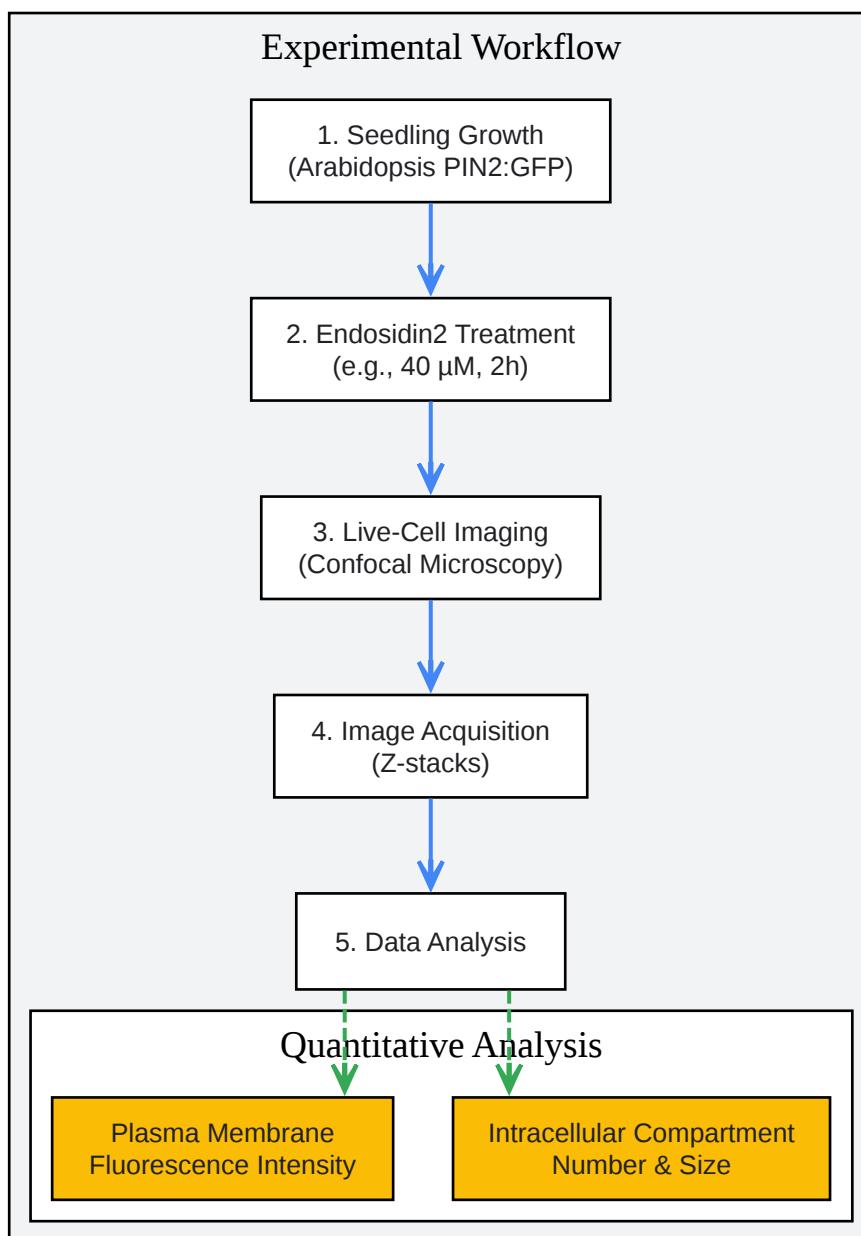 Experimental Workflow
1. Seedling Growth
(Arabidopsis PIN2:GFP)
2. Endosidin2 Treatment
(e.g., 40 µM, 2h)
3. Live-Cell Imaging
(Confocal Microscopy)
4. Image Acquisition
(Z-stacks)
5. Data Analysis
Quantitative Analysis
Plasma Membrane
Fluorescence Intensity
Intracellular Compartment
Number & Size